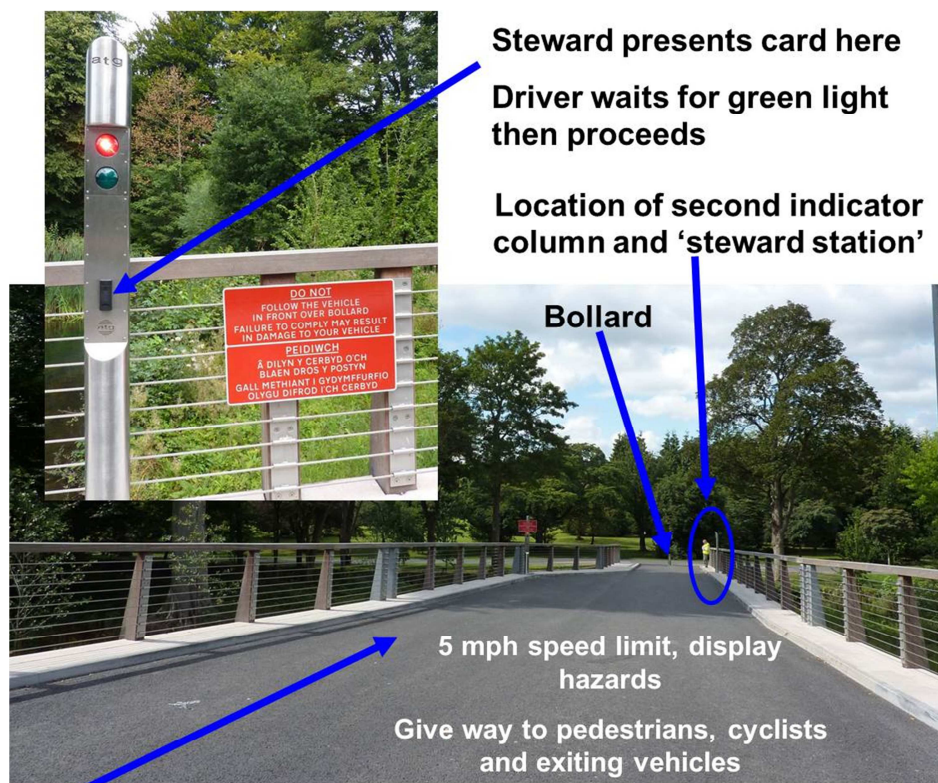 Steward presents card here
Driver waits for green light
then proceeds
Location of second indicator
column and ‘steward station’
Bollard
atg
DO NOT
FOLLOW THE VEHICLE
IN FRONT OVER BOLLARD
FAILURE TO COMPLY MAY RESULT
IN DAMAGE TO YOUR VEHICLE
PEIDIWCH
Â DILYN Y CERBYD O'CH
BLAEN DROS Y POSTYN
GALL METHIANT I GYDYMFFURFIO
OLYGU DIFROD I'CH CERBYD
atg
5 mph speed limit, display
hazards
Give way to pedestrians, cyclists
and exiting vehicles